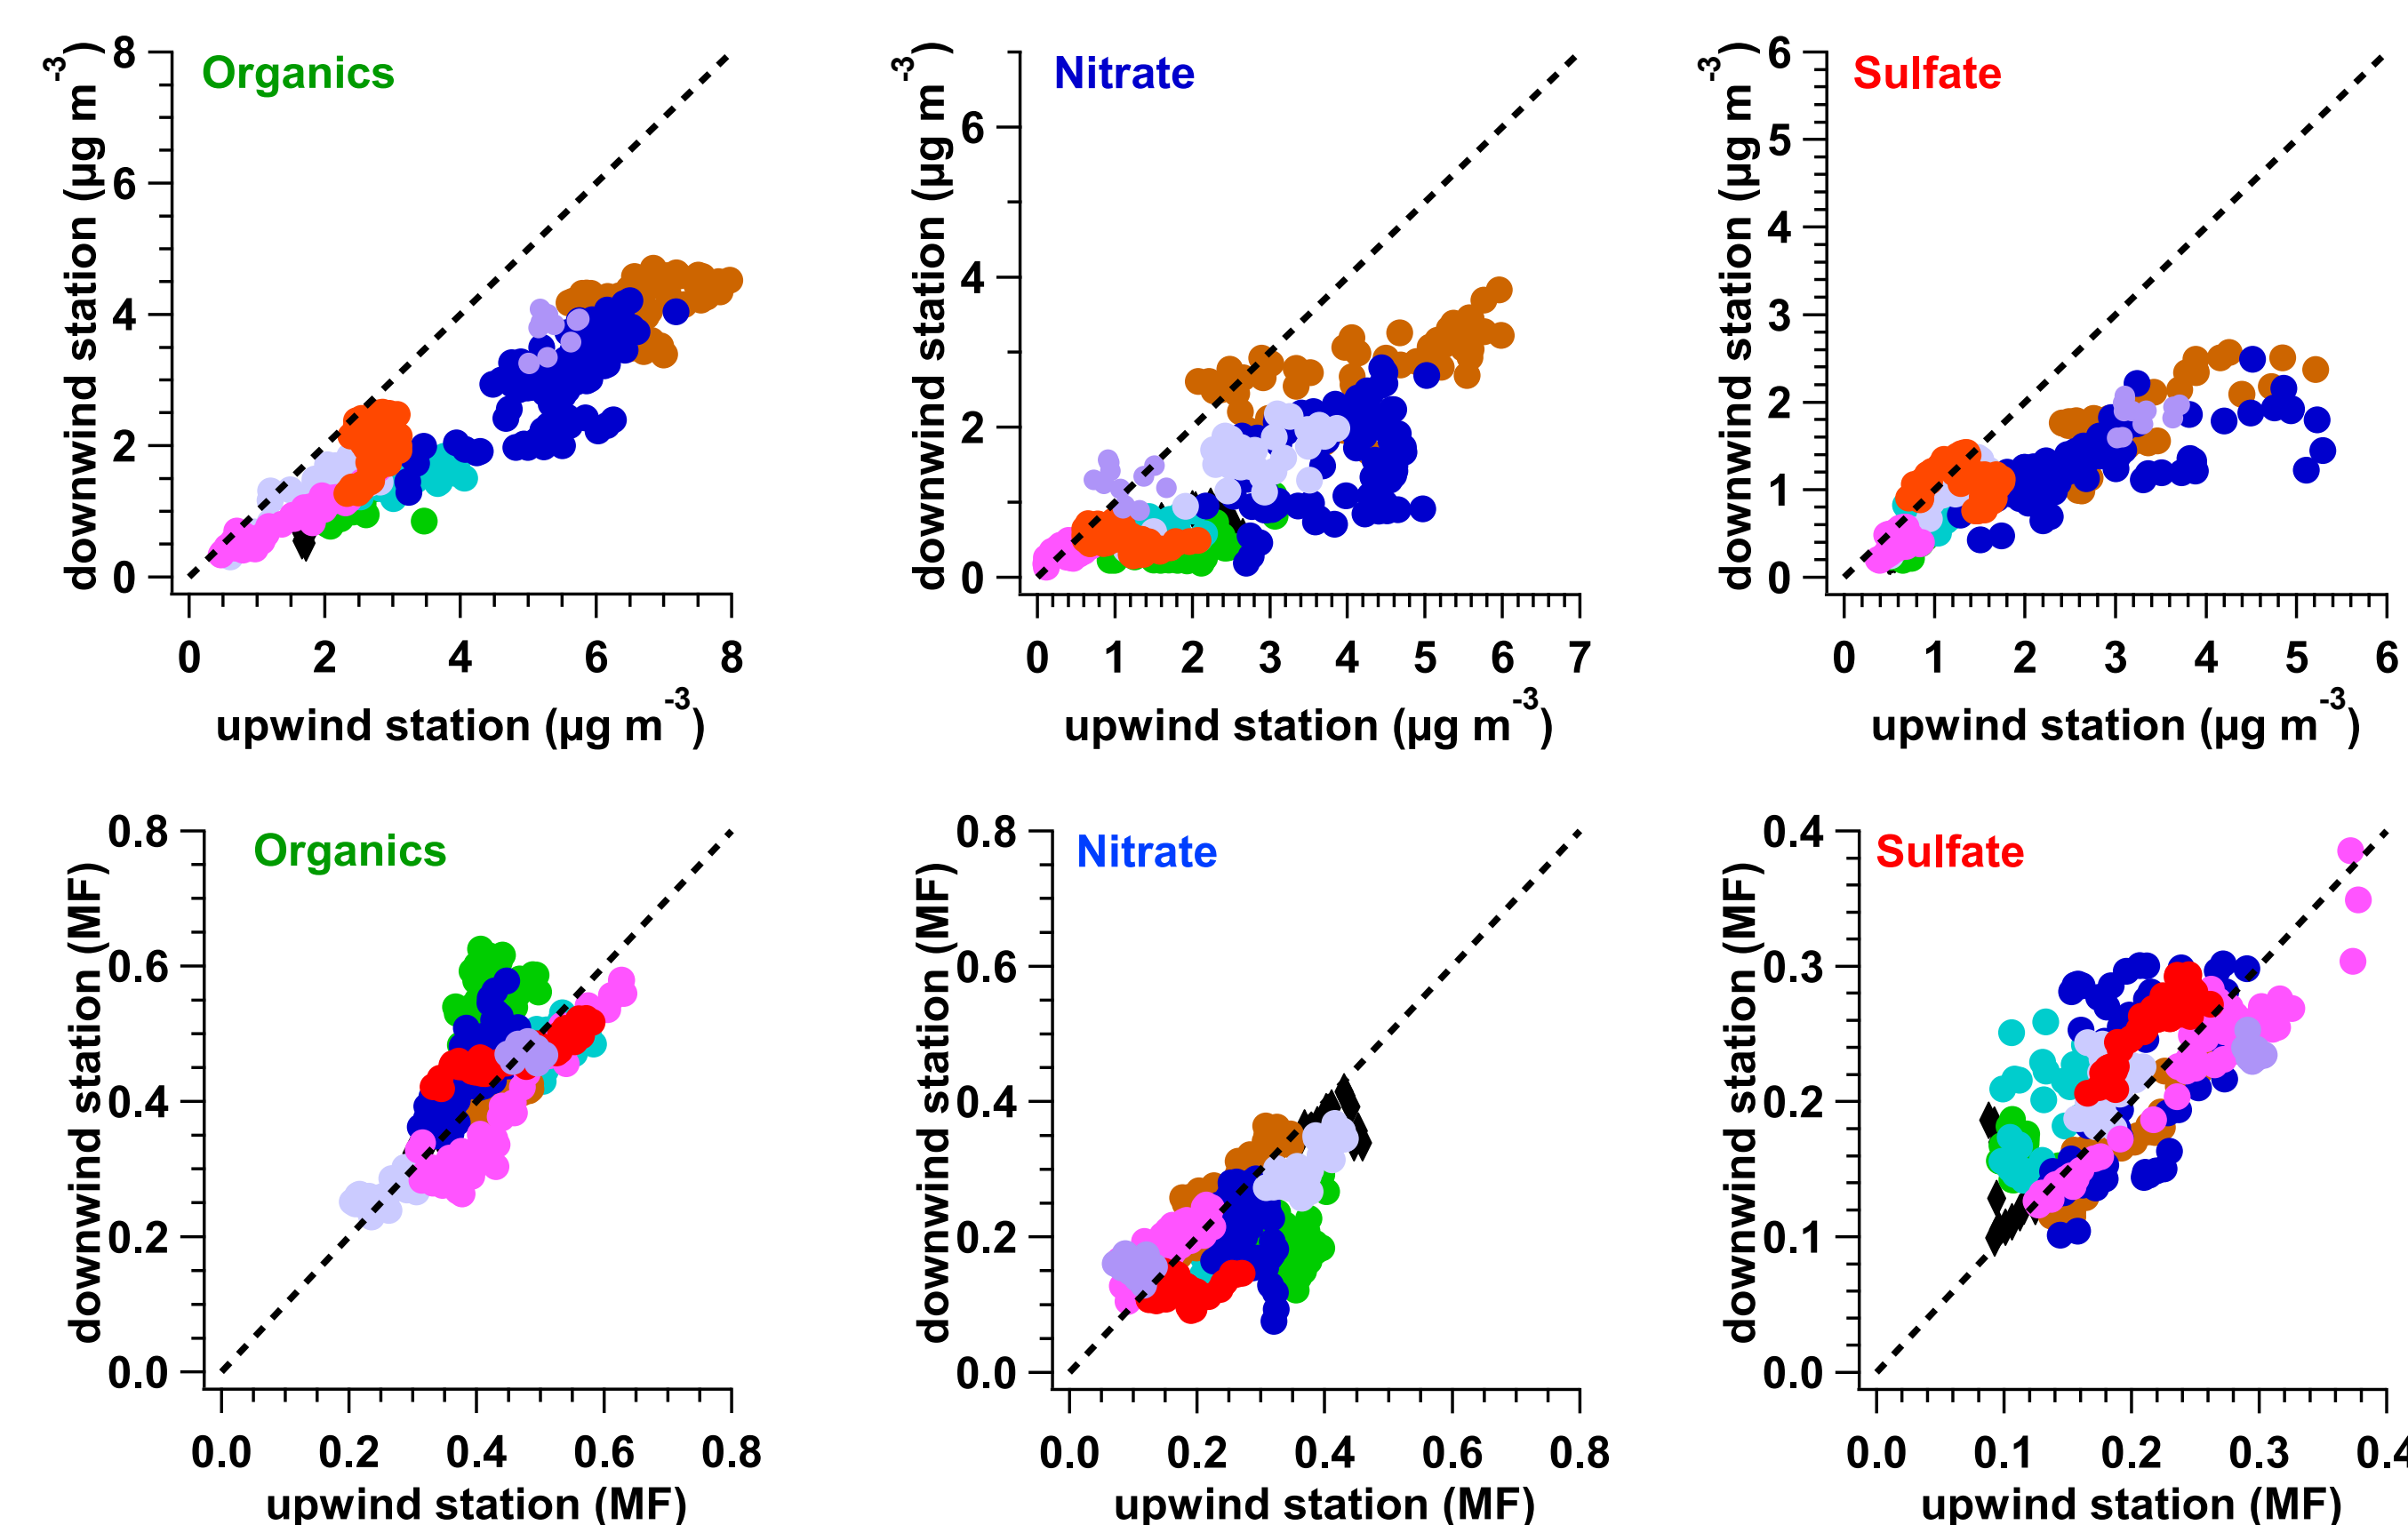 Organics
downwind station (µg m-3)
8
6
4
2
0
0 2 4 6 8
upwind station (µg m-3)
Nitrate
downwind station (µg m-3)
6
4
2
0
0 1 2 3 4 5 6 7
upwind station (µg m-3)
Sulfate
downwind station (µg m-3)
6
5
4
3
2
1
0
0 1 2 3 4 5 6
upwind station (µg m-3)
Organics
downwind station (MF)
0.8
0.6
0.4
0.2
0.0
0.0 0.2 0.4 0.6 0.8
upwind station (MF)
Nitrate
downwind station (MF)
0.8
0.6
0.4
0.2
0.0
0.0 0.2 0.4 0.6 0.8
upwind station (MF)
Sulfate
downwind station (MF)
0.4
0.3
0.2
0.1
0.0
0.0 0.1 0.2 0.3 0.4
upwind station (MF)